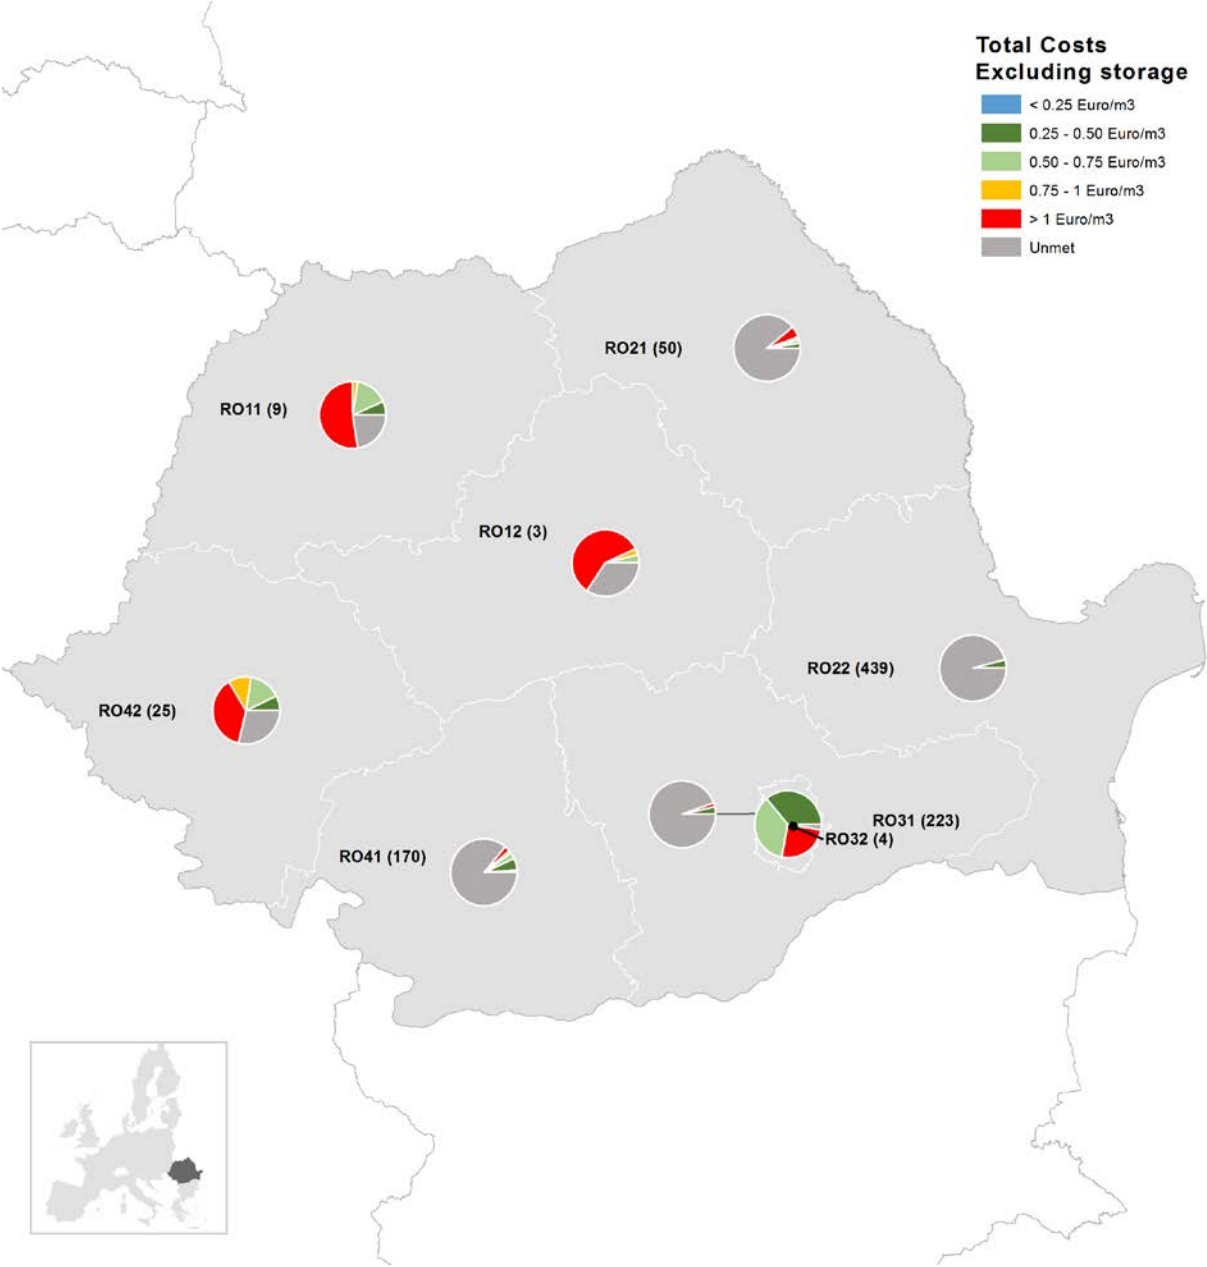 Total Costs
Excluding storage
< 0.25 Euro/m3
0.25 - 0.50 Euro/m3
0.50 - 0.75 Euro/m3
0.75 - 1 Euro/m3
> 1 Euro/m3
Unmet
RO21 (50)
RO11 (9)
RO12 (3)
RO22 (439)
RO42 (25)
RO31 (223)
RO32 (4)
RO41 (170)